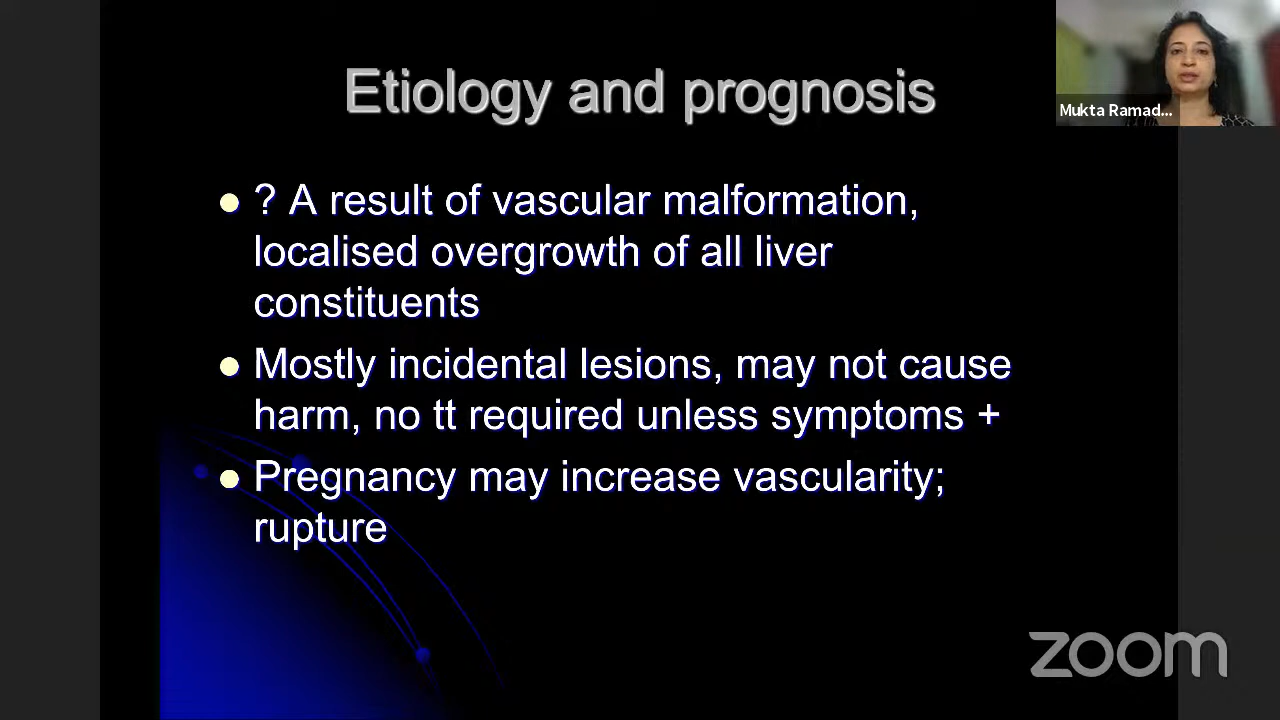 Etiology and prognosis
Mukta Ramad...
? A result of vascular malformation,
localised overgrowth of all liver
constituents
Mostly incidental lesions, may not cause
harm, no tt required unless symptoms +
Pregnancy may increase vascularity;
rupture
zoom